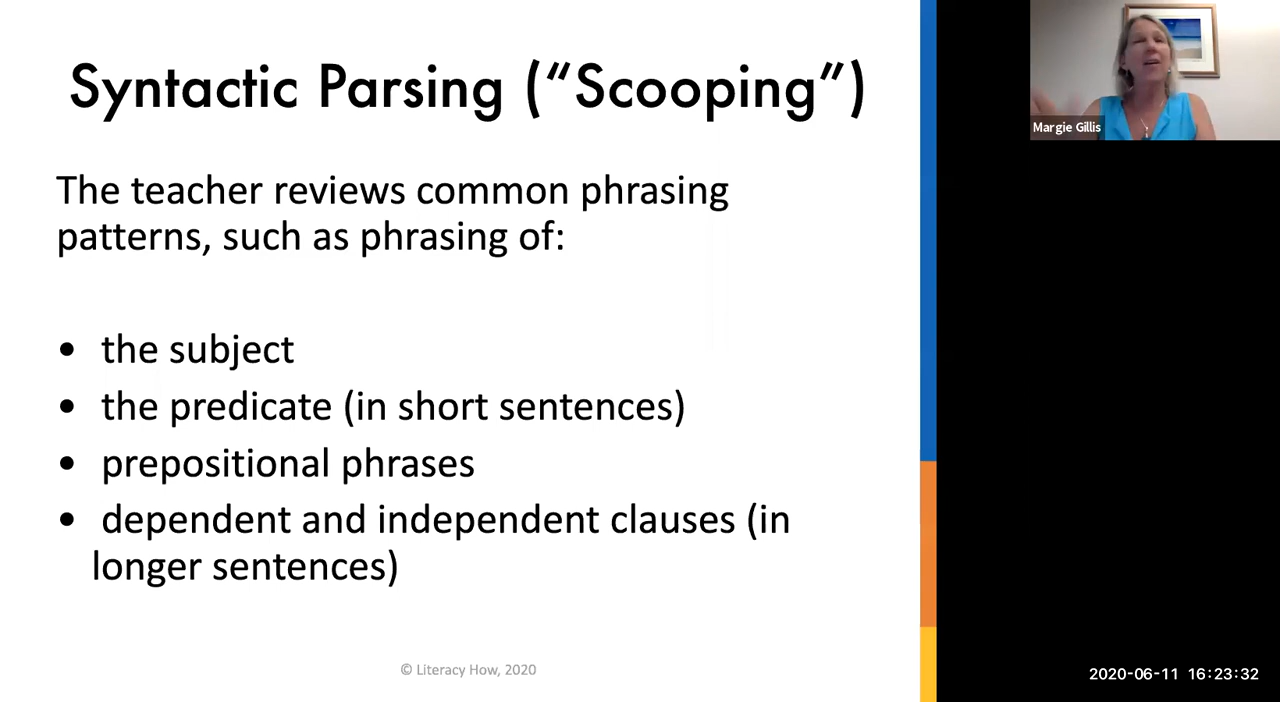 Syntactic Parsing (“Scooping”)
The teacher reviews common phrasing
patterns, such as phrasing of:
• the subject
• the predicate (in short sentences)
• prepositional phrases
• dependent and independent clauses (in
longer sentences)
© Literacy How, 2020
Margie Gillis
2020-06-11 16:23:32